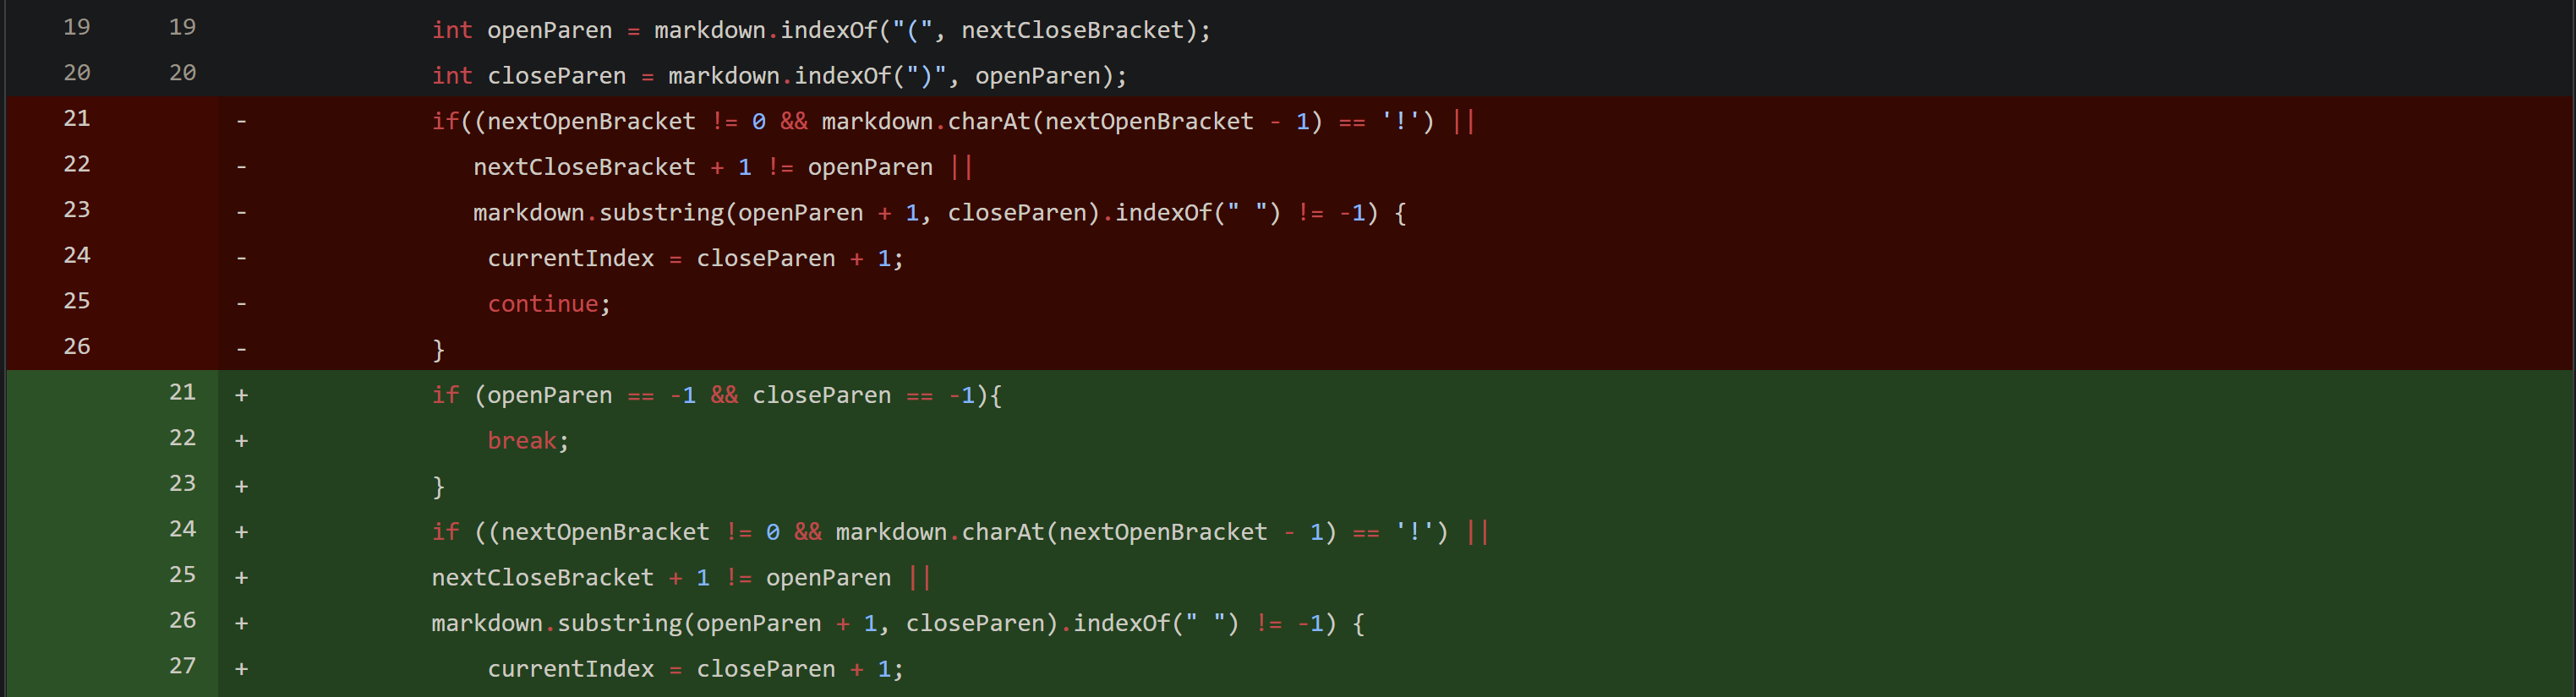 19 19 int openParen = markdown.indexOf("(", nextCloseBracket);
20 20 int closeParen = markdown.indexOf(")", openParen);
21 - if((nextOpenBracket != 0 && markdown.charAt(nextOpenBracket - 1) == '!') ||
22 - nextCloseBracket + 1 != openParen ||
23 - markdown.substring(openParen + 1, closeParen).indexOf(" ") != -1) {
24 - currentIndex = closeParen + 1;
25 - continue;
26 - }
21 + if (openParen == -1 && closeParen == -1){
22 + break;
23 + }
24 + if ((nextOpenBracket != 0 && markdown.charAt(nextOpenBracket - 1) == '!') ||
25 + nextCloseBracket + 1 != openParen ||
26 + markdown.substring(openParen + 1, closeParen).indexOf(" ") != -1) {
27 + currentIndex = closeParen + 1;